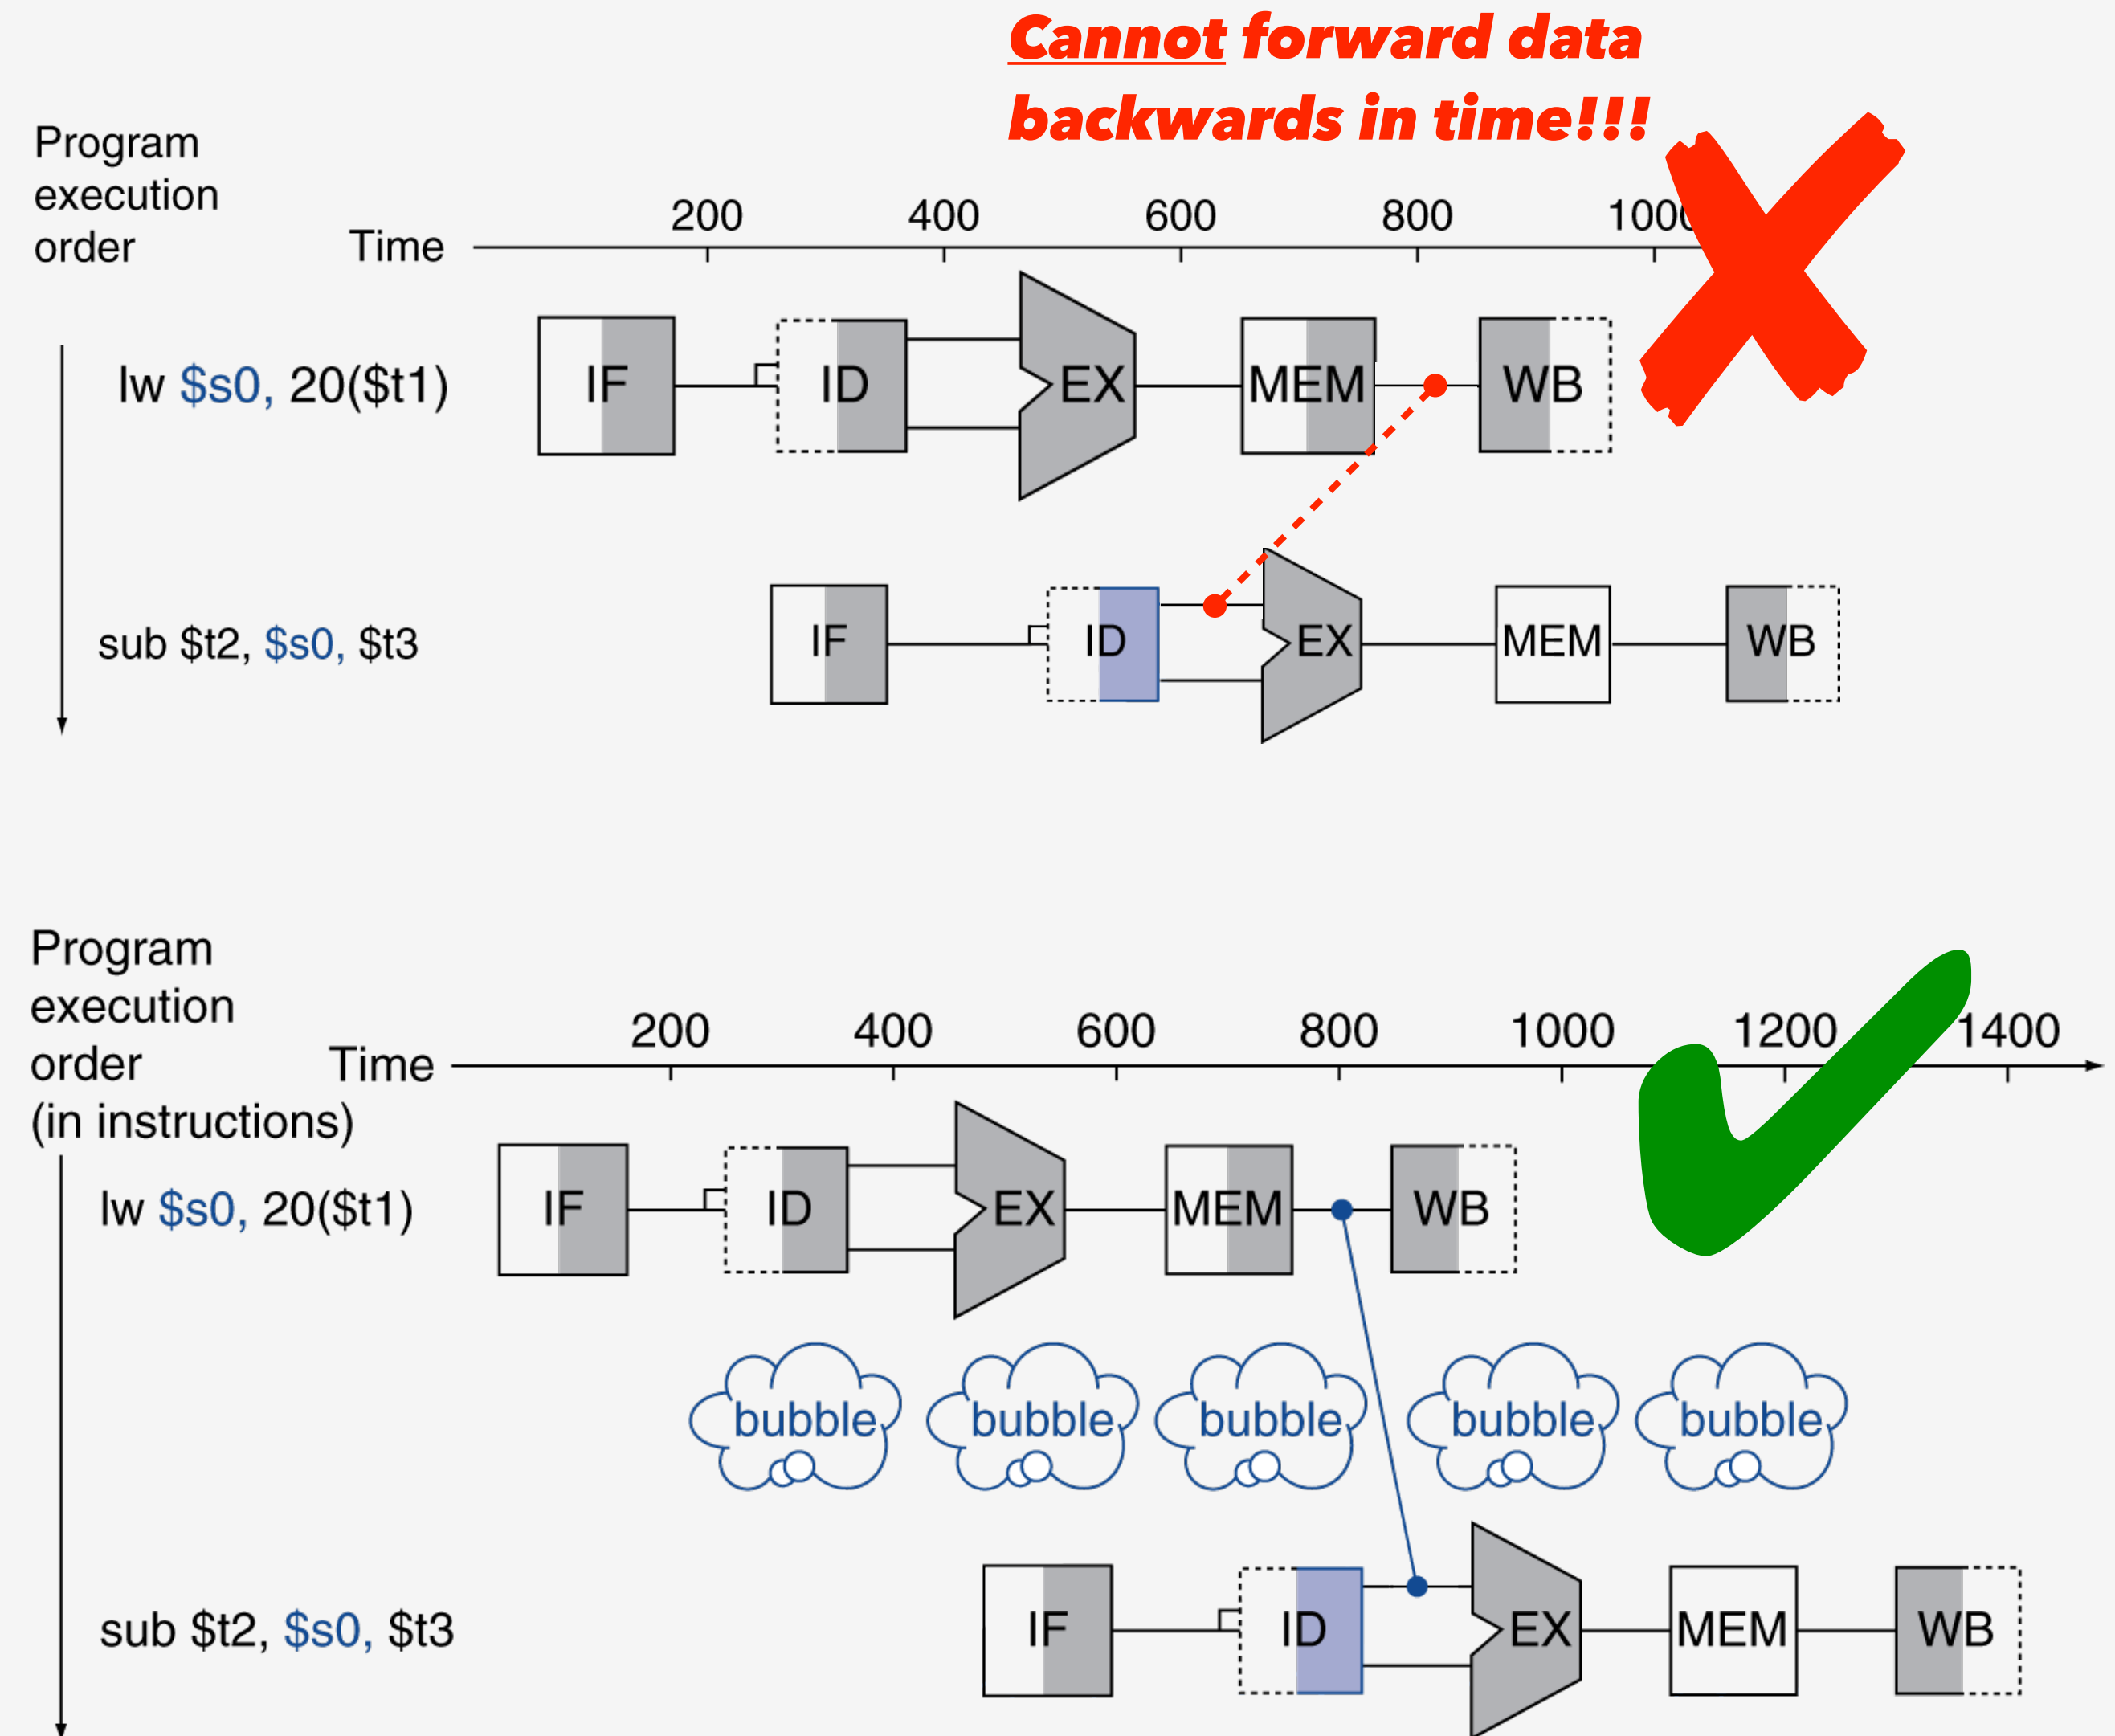 Cannot forward data
backwards in time!!!
Program
execution
order
Time
200 400 600 800 1000
lw $s0, 20($t1)
IF ID EX MEM WB
sub $t2, $s0, $t3
IF ID EX MEM WB
Program
execution
order
(in instructions)
Time
200 400 600 800 1000 1200 1400
lw $s0, 20($t1)
IF ID EX MEM WB
bubble bubble bubble bubble bubble
sub $t2, $s0, $t3
IF ID EX MEM WB